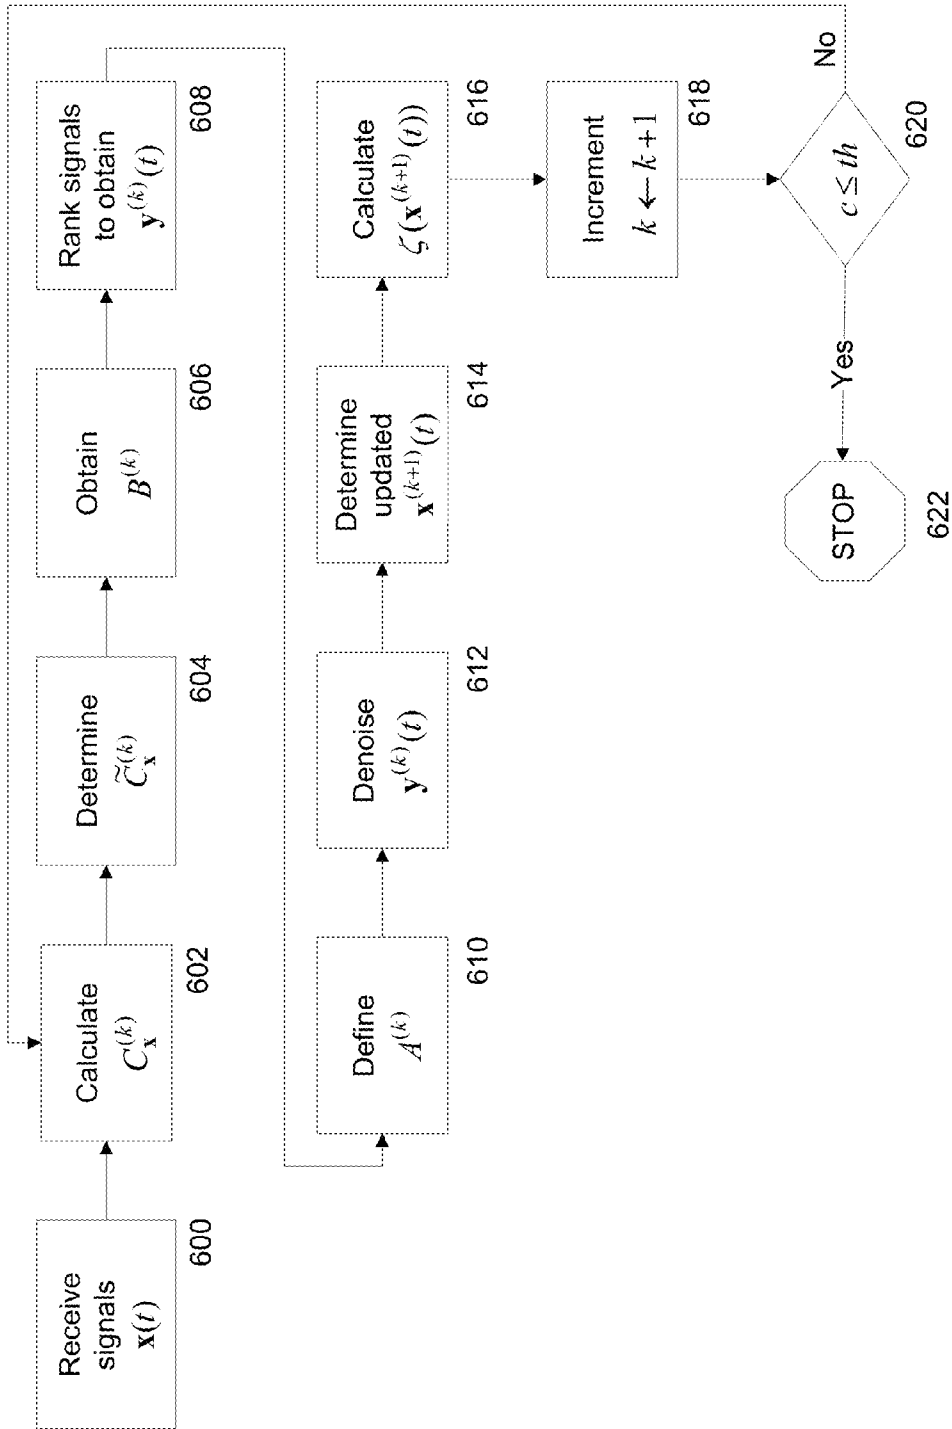 Receive
signals
x(t)
600
Calculate
C_x^(k)
602
Determine
C̃_x^(k)
604
Obtain
B^(k)
606
Rank signals
to obtain
y^(k)(t)
608
Define
A^(k)
610
Denoise
y^(k)(t)
612
Determine
updated
x^(k+1)(t)
614
Calculate
ζ(x^(k+1)(t))
616
Increment
k ← k + 1
618
c ≤ th
620
No
Yes
STOP
622